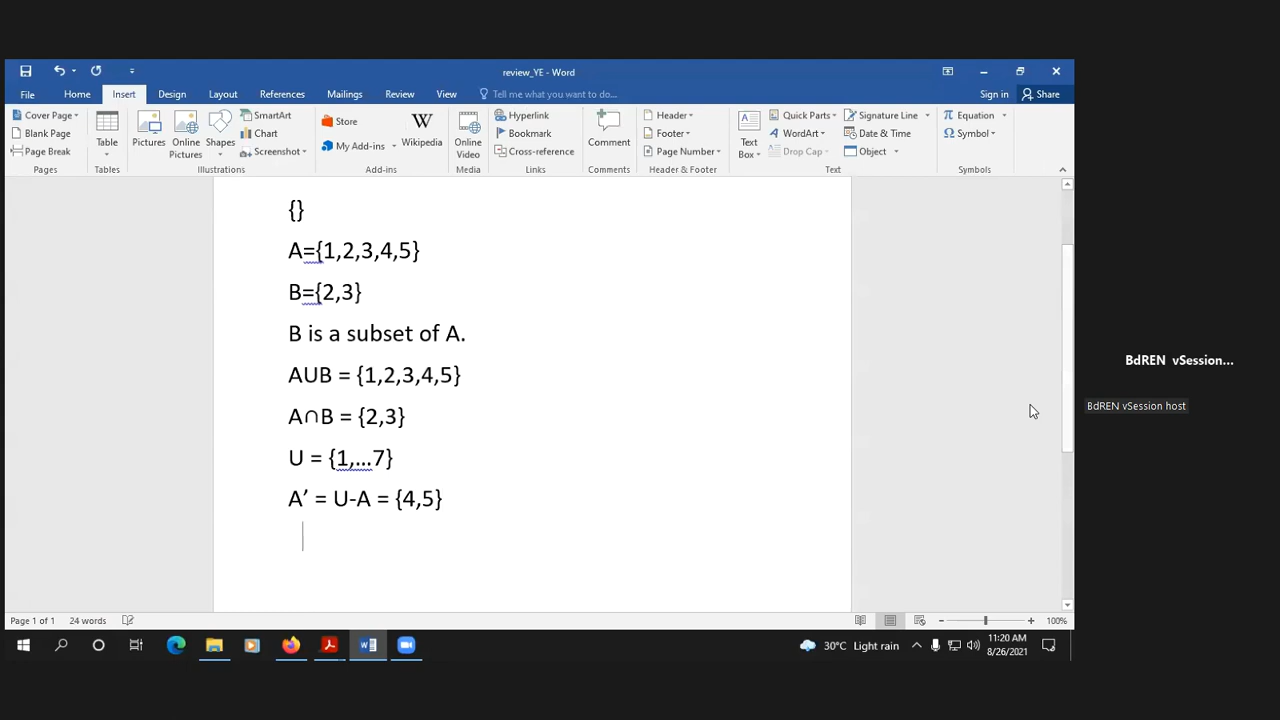 review_YE - Word
File Home Insert Design Layout References Mailings Review View Tell me what you want to do... Sign in Share
Cover Page
Blank Page
Page Break
Pages
Table
Tables
Pictures
Online Pictures
Shapes
SmartArt
Chart
Screenshot
Illustrations
Store
My Add-ins
Wikipedia
Add-ins
Online Video
Media
Hyperlink
Bookmark
Cross-reference
Links
Comment
Comments
Header
Footer
Page Number
Header & Footer
Text Box
Quick Parts
WordArt
Drop Cap
Signature Line
Date & Time
Object
Text
Equation
Symbol
Symbols
{}
A={1,2,3,4,5}
B={2,3}
B is a subset of A.
AUB = {1,2,3,4,5}
A∩B = {2,3}
U = {1,...7}
A’ = U-A = {4,5}
BdREN vSession...
BdREN vSession host
Page 1 of 1 24 words 100%
30°C Light rain 11:20 AM
8/26/2021